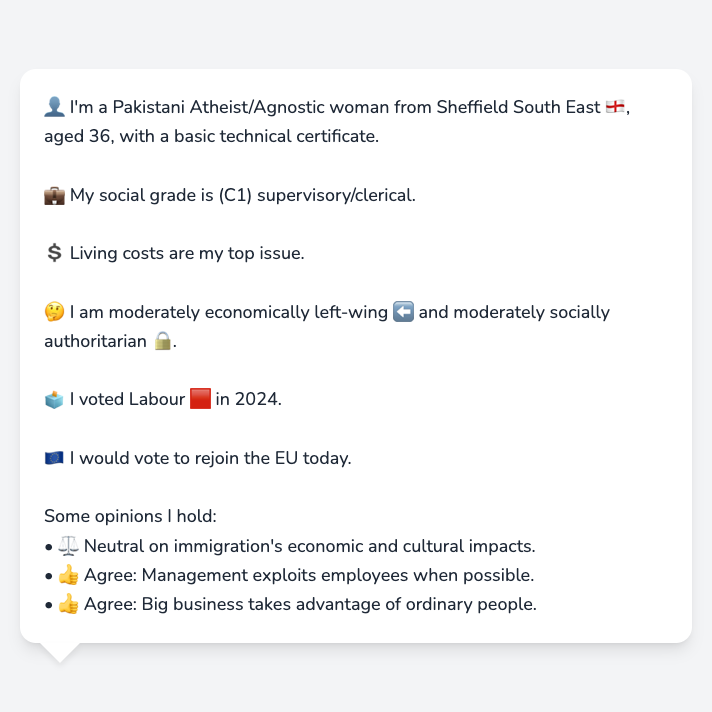 👤 I'm a Pakistani Atheist/Agnostic woman from Sheffield South East 🏴󠁧󠁢󠁥󠁮󠁧󠁿,
aged 36, with a basic technical certificate.
💼 My social grade is (C1) supervisory/clerical.
💲 Living costs are my top issue.
🤔 I am moderately economically left-wing ⬅️ and moderately socially
authoritarian 🔒.
🗳️ I voted Labour 🟥 in 2024.
🇪🇺 I would vote to rejoin the EU today.
Some opinions I hold:
• ⚖️ Neutral on immigration's economic and cultural impacts.
• 👍 Agree: Management exploits employees when possible.
• 👍 Agree: Big business takes advantage of ordinary people.